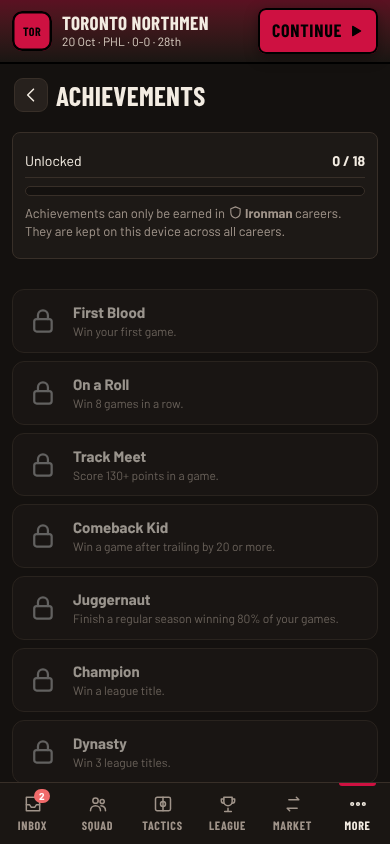 TOR
TORONTO NORTHMEN
20 Oct · PHL · 0-0 · 28th
CONTINUE
ACHIEVEMENTS
Unlocked
0 / 18
Achievements can only be earned in Ironman careers.
They are kept on this device across all careers.
First Blood
Win your first game.
On a Roll
Win 8 games in a row.
Track Meet
Score 130+ points in a game.
Comeback Kid
Win a game after trailing by 20 or more.
Juggernaut
Finish a regular season winning 80% of your games.
Champion
Win a league title.
Dynasty
Win 3 league titles.
2
INBOX
SQUAD
TACTICS
LEAGUE
MARKET
MORE